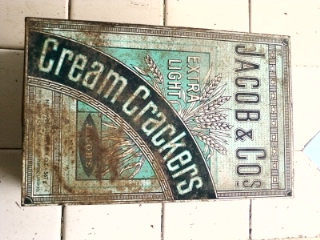 JACOB & Co's
EXTRA
LIGHT
Cream Crackers